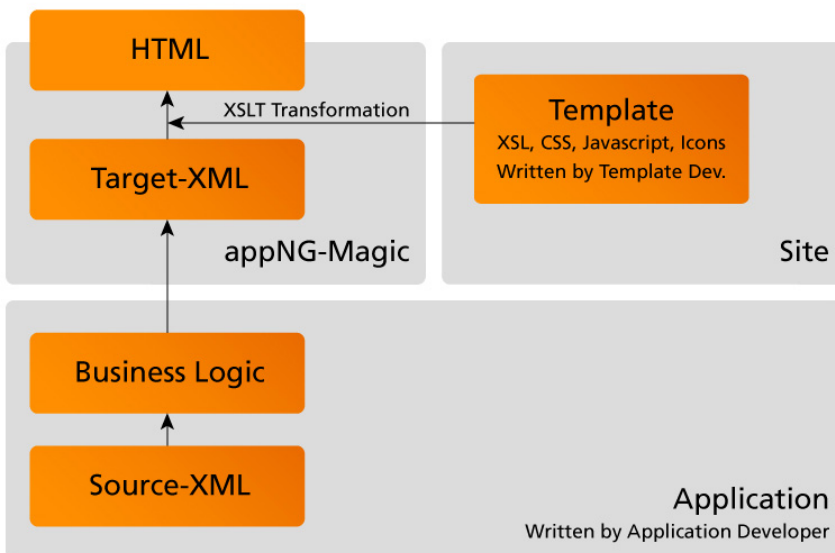 HTML
XSLT Transformation
Template
XSL, CSS, Javascript, Icons
Written by Template Dev.
Target-XML
appNG-Magic
Site
Business Logic
Source-XML
Application
Written by Application Developer